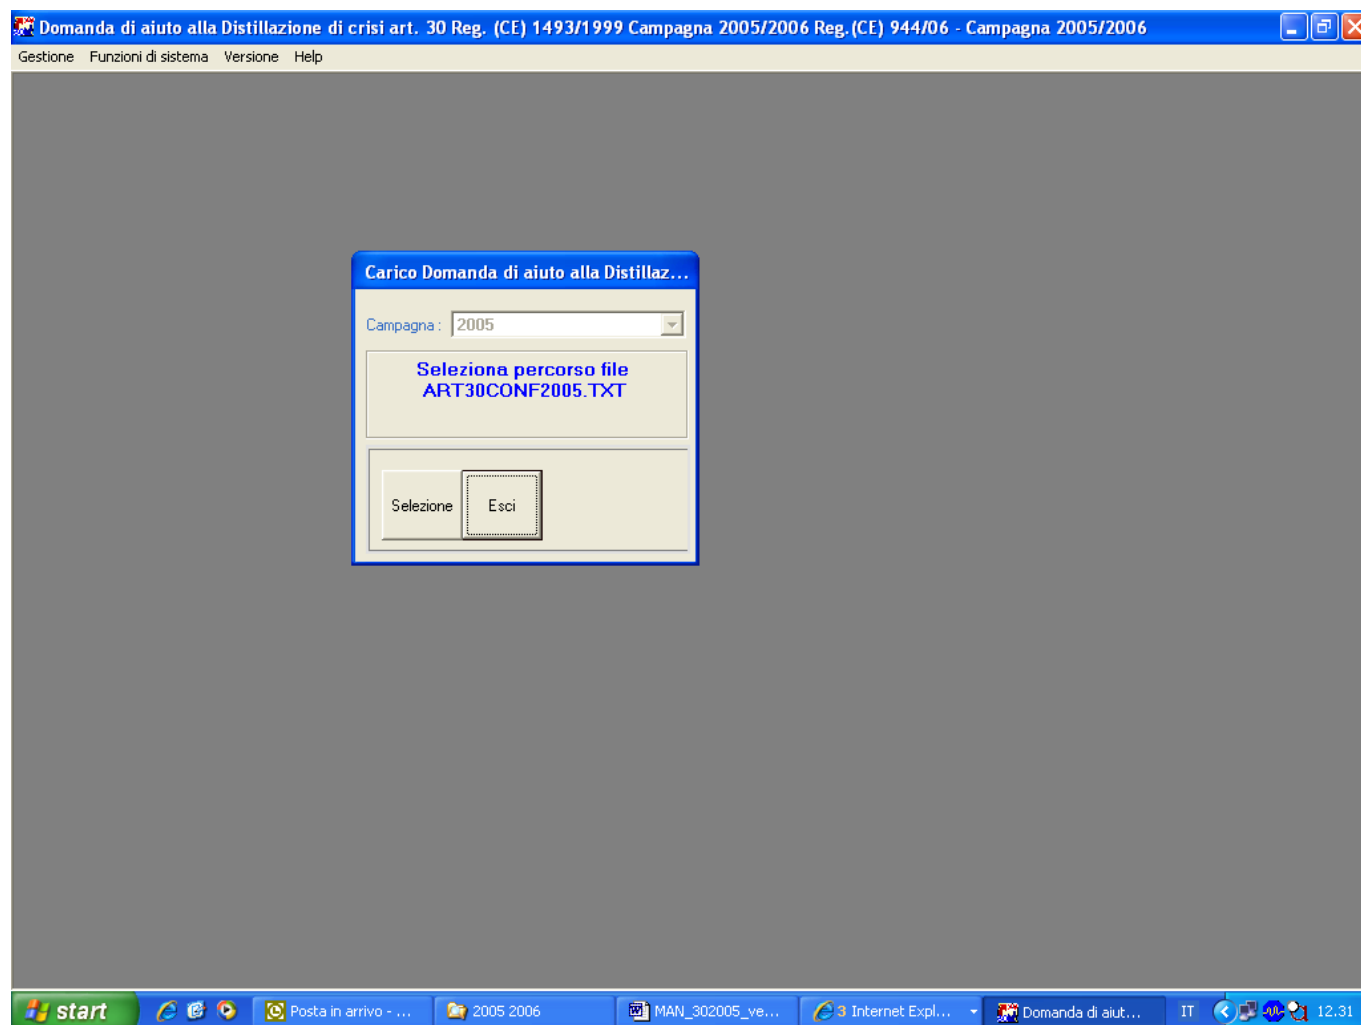 Domanda di aiuto alla Distillazione di crisi art. 30 Reg. (CE) 1493/1999 Campagna 2005/2006 Reg.(CE) 944/06 - Campagna 2005/2006
Gestione Funzioni di sistema Versione Help
Carico Domanda di aiuto alla Distillaz...
Campagna : 2005
Seleziona percorso file
ART30CONF2005.TXT
Selezione Esci
start Posta in arrivo - ... 2005 2006 MAN_302005_ve... 3 Internet Expl... Domanda di aiut... IT 12.31